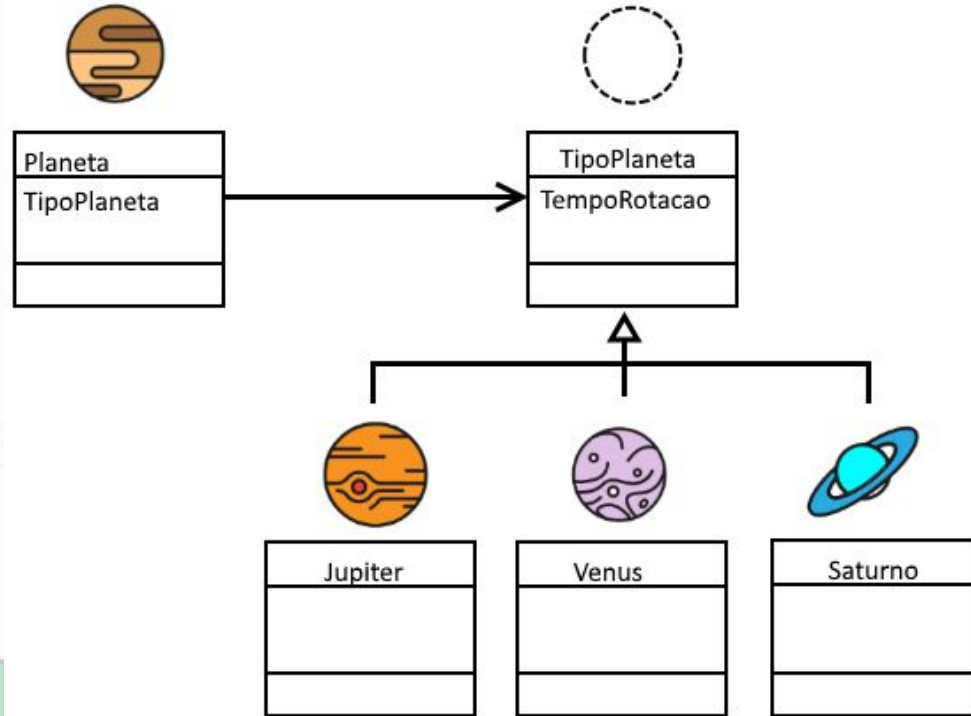 Planeta
TipoPlaneta
TipoPlaneta
TempoRotacao
Jupiter
Venus
Saturno